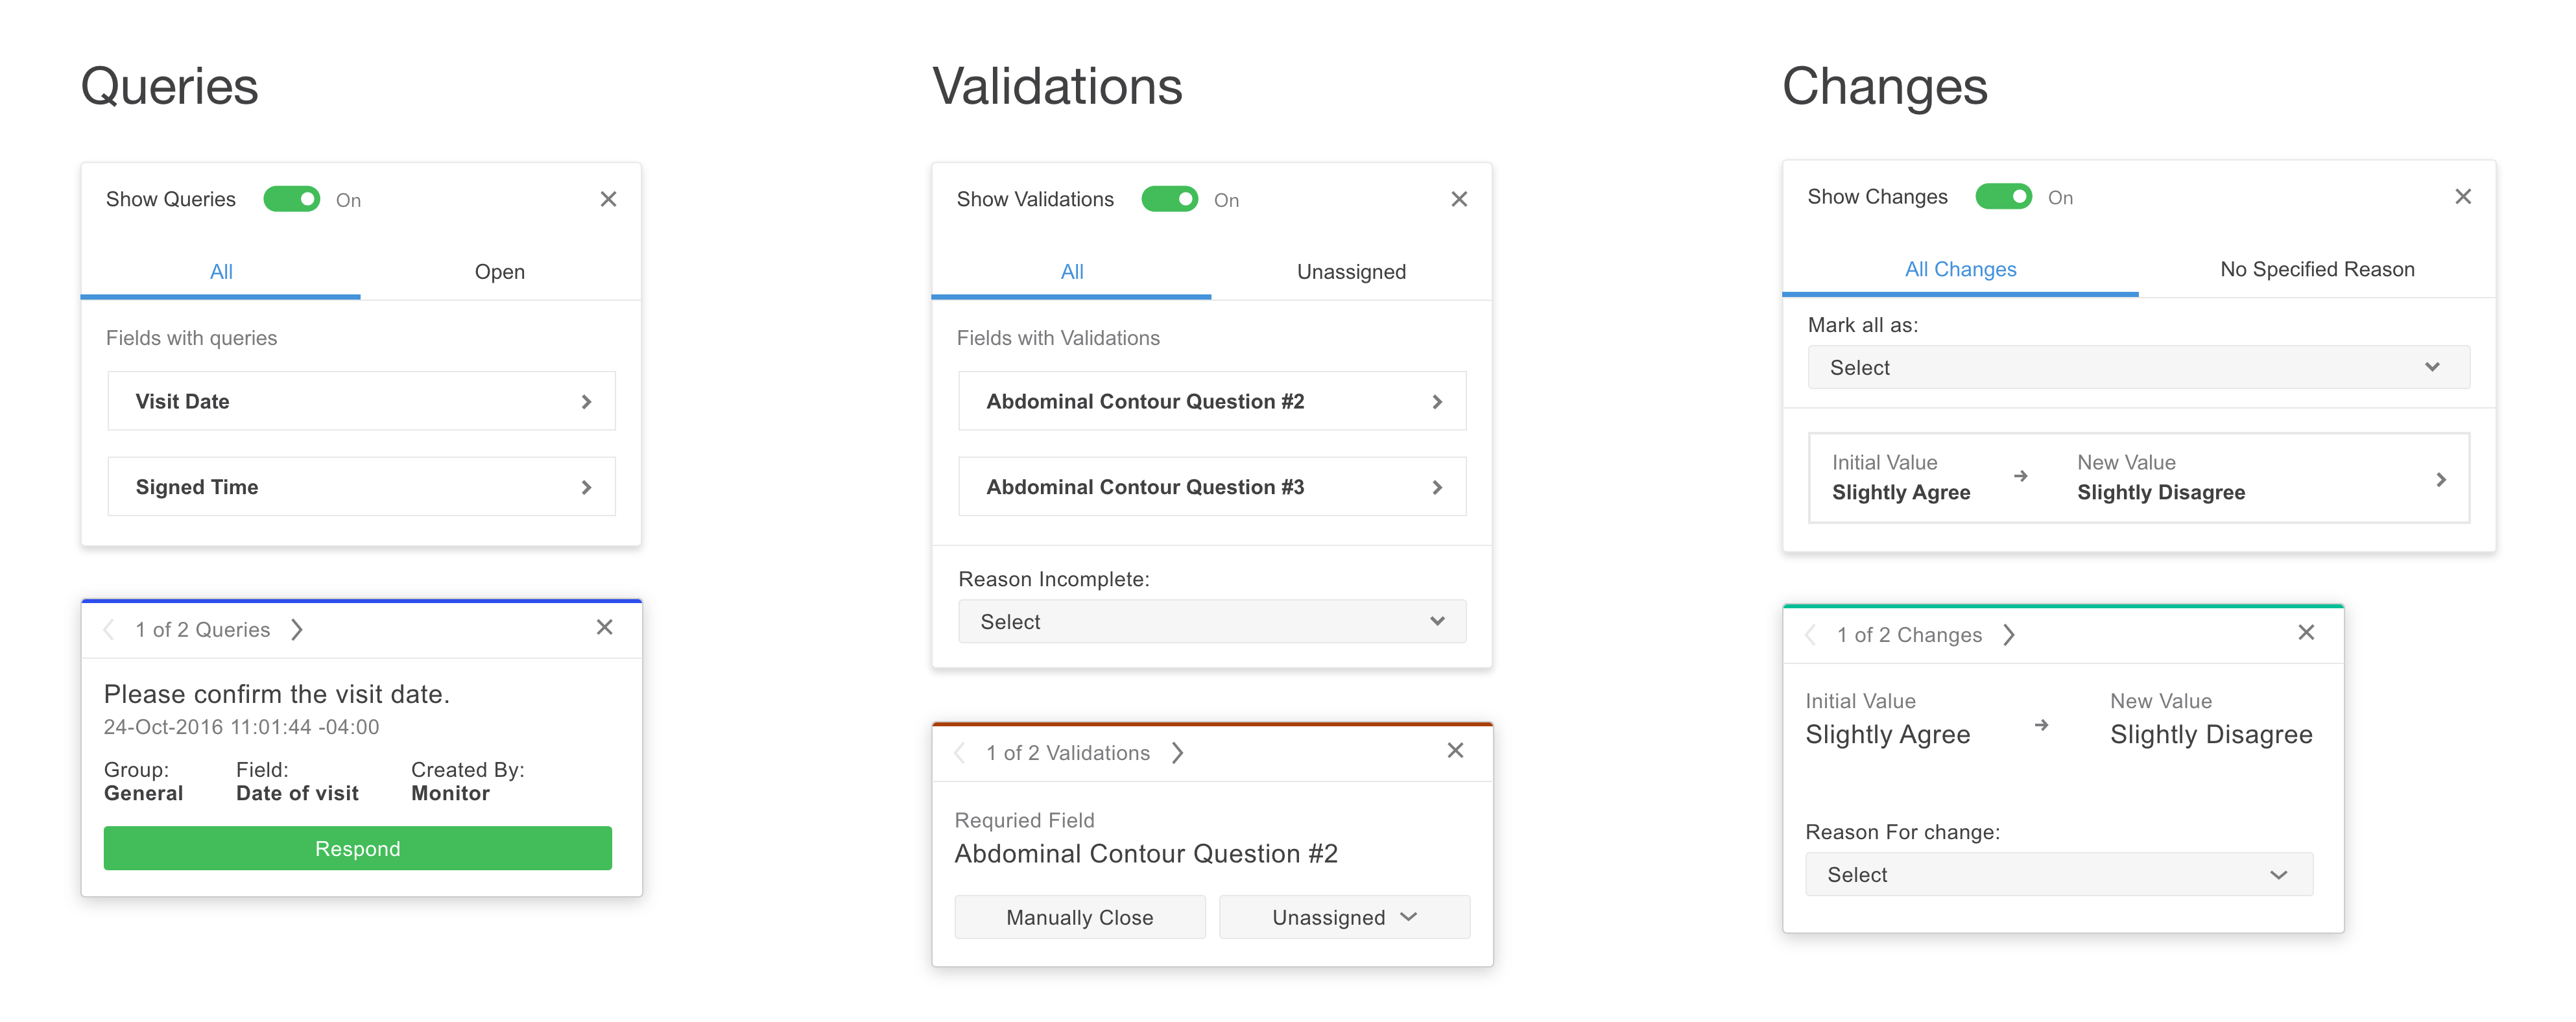 Queries
Show Queries On
All Open
Fields with queries
Visit Date
Signed Time
1 of 2 Queries
Please confirm the visit date.
24-Oct-2016 11:01:44 -04:00
Group: Field: Created By:
General Date of visit Monitor
Respond
Validations
Show Validations On
All Unassigned
Fields with Validations
Abdominal Contour Question #2
Abdominal Contour Question #3
Reason Incomplete:
Select
1 of 2 Validations
Requried Field
Abdominal Contour Question #2
Manually Close Unassigned
Changes
Show Changes On
All Changes No Specified Reason
Mark all as:
Select
Initial Value New Value
Slightly Agree Slightly Disagree
1 of 2 Changes
Initial Value New Value
Slightly Agree Slightly Disagree
Reason For change:
Select